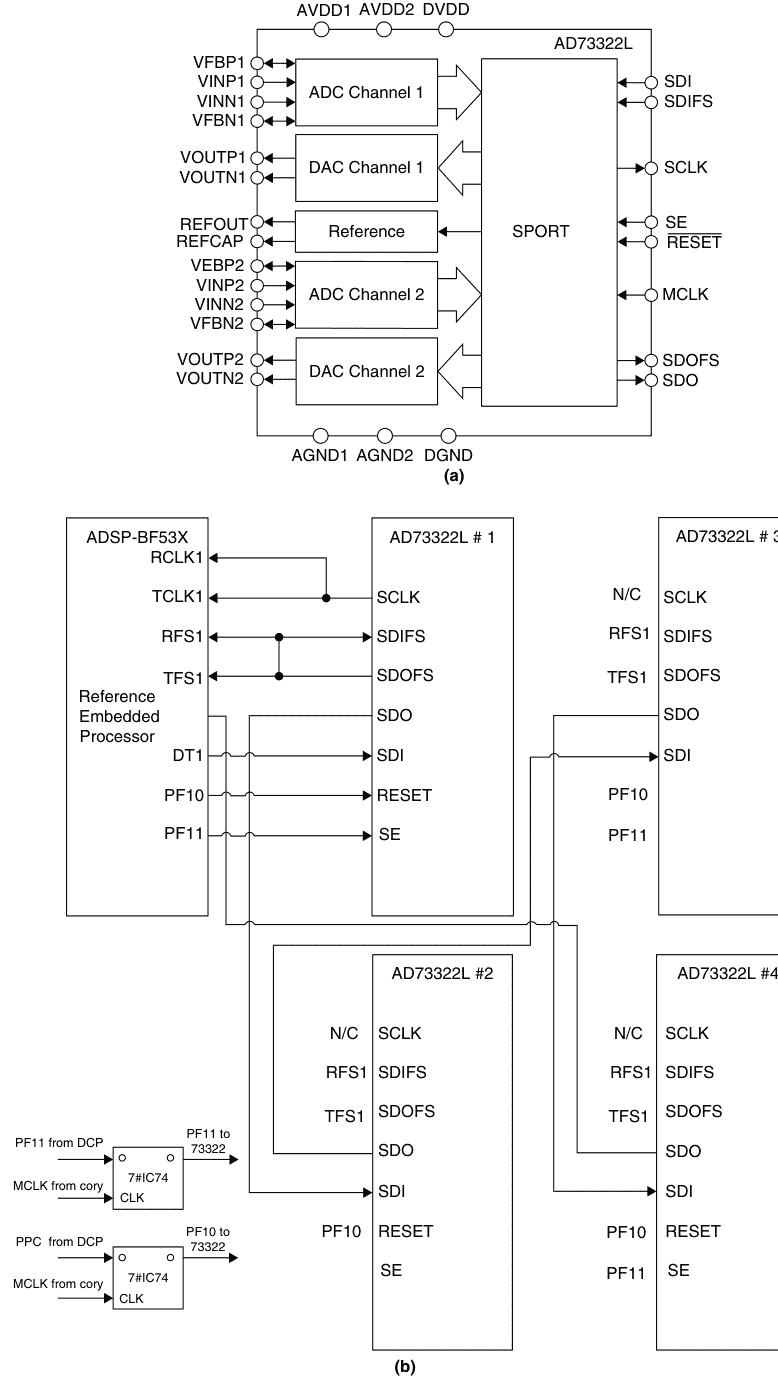 AVDD1 AVDD2 DVDD
AD73322L
VFBP1
VINP1
VINN1
VFBN1
ADC Channel 1
VOUTP1
VOUTN1
DAC Channel 1
REFOUT
REFCAP
Reference
VEBP2
VINP2
VINN2
VFBN2
ADC Channel 2
VOUTP2
VOUTN2
DAC Channel 2
SPORT
SDI
SDIFS
SCLK
SE
RESET
MCLK
SDOFS
SDO
AGND1 AGND2 DGND
(a)
ADSP-BF53X
RCLK1
TCLK1
RFS1
TFS1
Reference
Embedded
Processor
DT1
PF10
PF11
AD73322L # 1
SCLK
SDIFS
SDOFS
SDO
SDI
RESET
SE
AD73322L # 3
N/C SCLK
RFS1 SDIFS
TFS1 SDOFS
SDO
SDI
PF10
PF11
AD73322L #2
N/C SCLK
RFS1 SDIFS
TFS1 SDOFS
SDO
SDI
PF10 RESET
SE
AD73322L #4
N/C SCLK
RFS1 SDIFS
TFS1 SDOFS
SDO
SDI
PF10 RESET
PF11 SE
PF11 from DCP
MCLK from cory
7#IC74
CLK
PF11 to
73322
PPC from DCP
MCLK from cory
7#IC74
CLK
PF10 to
73322
(b)